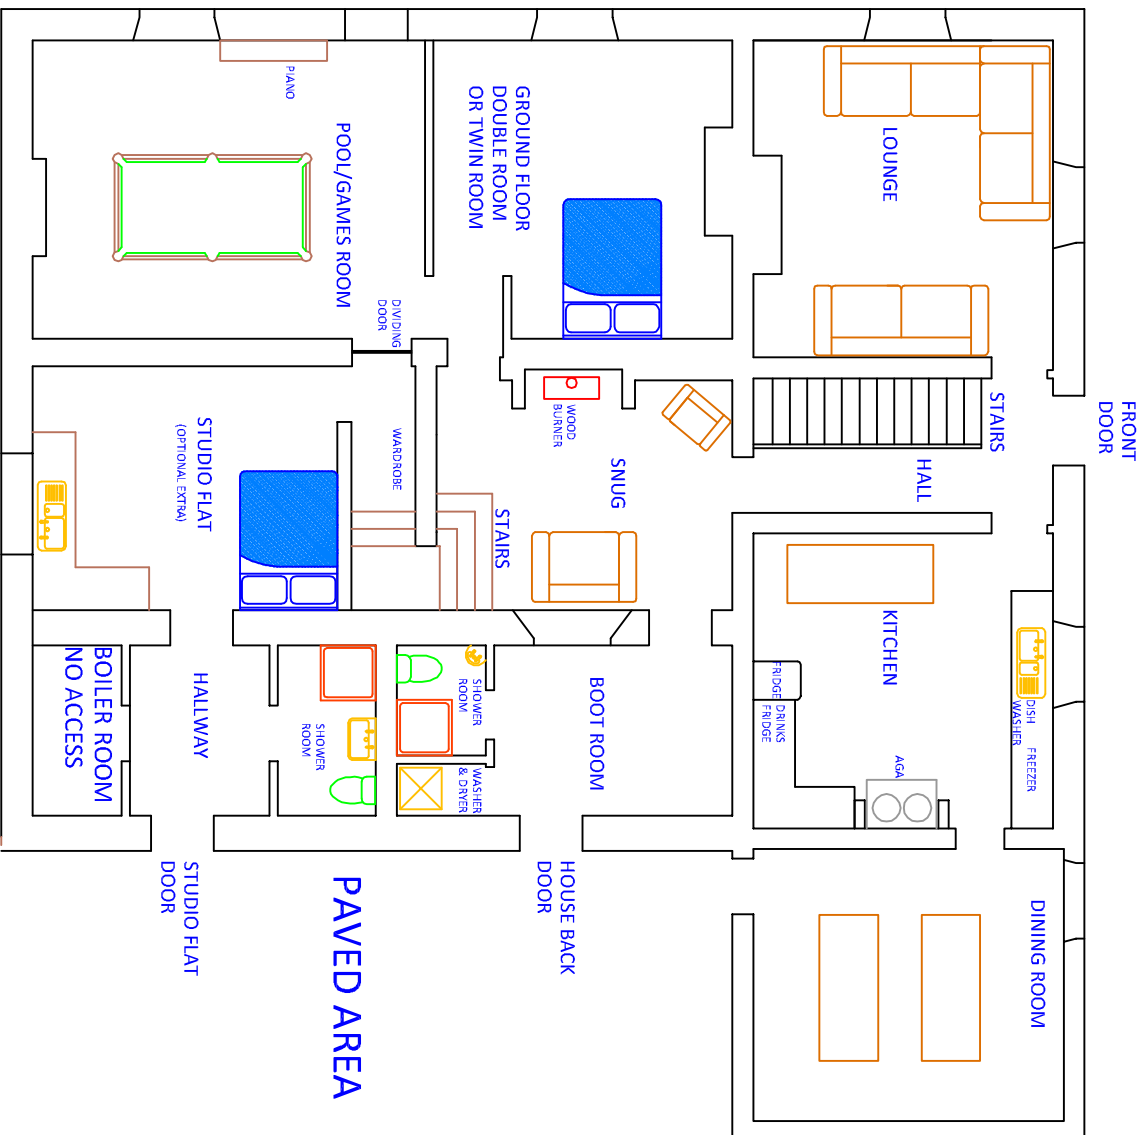 FRONT
DOOR
LOUNGE
STAIRS
HALL
KITCHEN
DISH
WASHER
FREEZER
FRIDGE
DRINKS
FRIDGE
AGA
DINING ROOM
GROUND FLOOR
DOUBLE ROOM
OR TWIN ROOM
WOOD
BURNER
SNUG
STAIRS
BOOT ROOM
SHOWER
ROOM
WASHER
& DRYER
HOUSE BACK
DOOR
PIANO
POOL/GAMES ROOM
DIVIDING
DOOR
WARDROBE
STUDIO FLAT
(OPTIONAL EXTRA)
SHOWER
ROOM
HALLWAY
BOILER ROOM
NO ACCESS
STUDIO FLAT
DOOR
PAVED AREA